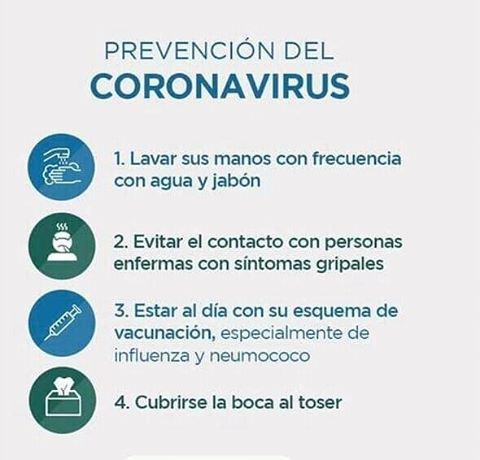 PREVENCIÓN DEL
CORONAVIRUS
1. Lavar sus manos con frecuencia
con agua y jabón
2. Evitar el contacto con personas
enfermas con síntomas gripales
3. Estar al día con su esquema de
vacunación, especialmente de
influenza y neumococo
4. Cubrirse la boca al toser